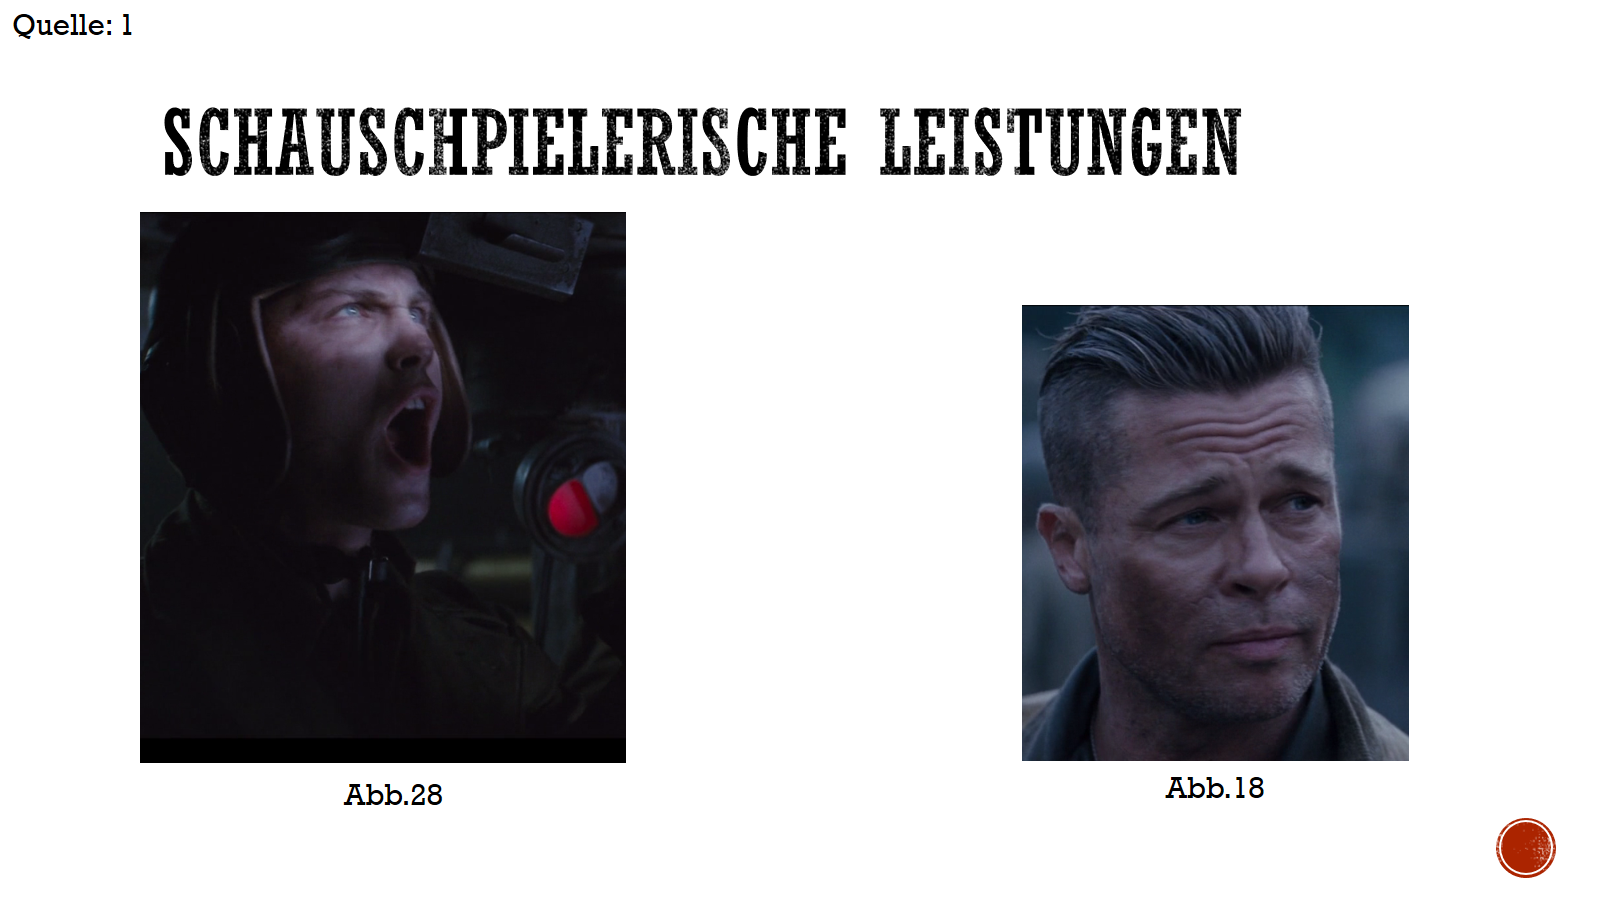 Quelle: 1
SCHAUSCHPIELERISCHE LEISTUNGEN
Abb.28
Abb.18